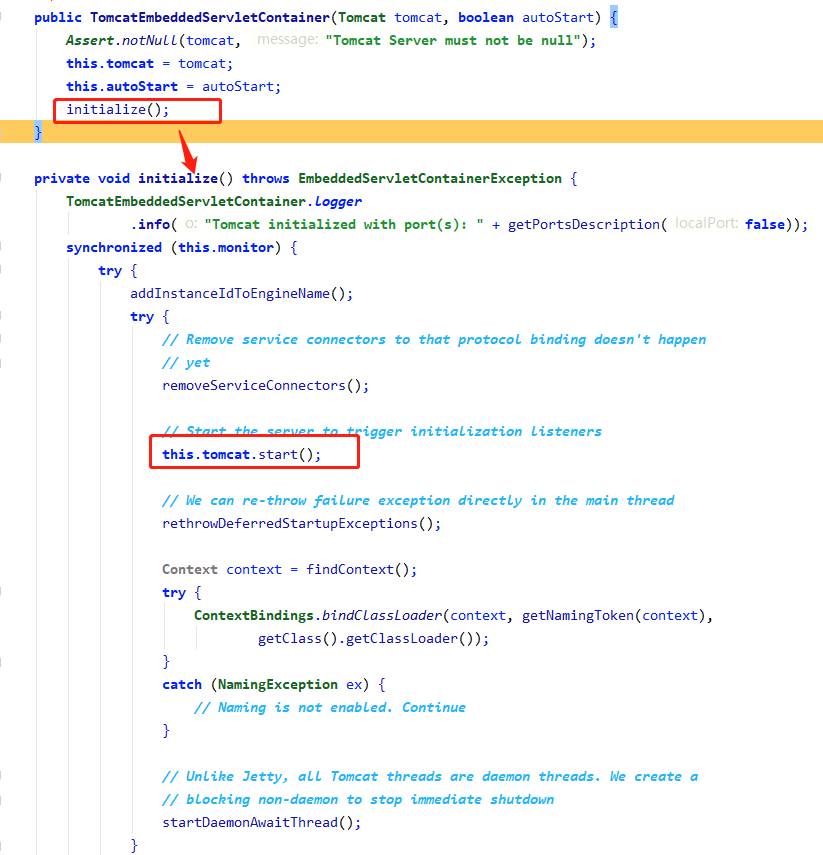 public TomcatEmbeddedServletContainer(Tomcat tomcat, boolean autoStart) {
Assert.notNull(tomcat, message: "Tomcat Server must not be null");
this.tomcat = tomcat;
this.autoStart = autoStart;
initialize();
}
private void initialize() throws EmbeddedServletContainerException {
TomcatEmbeddedServletContainer.logger
.info( o: "Tomcat initialized with port(s): " + getPortsDescription( localPort: false));
synchronized (this.monitor) {
try {
addInstanceIdToEngineName();
try {
// Remove service connectors to that protocol binding doesn't happen
// yet
removeServiceConnectors();
// Start the server to trigger initialization listeners
this.tomcat.start();
// We can re-throw failure exception directly in the main thread
rethrowDeferredStartupExceptions();
Context context = findContext();
try {
ContextBindings.bindClassLoader(context, getNamingToken(context),
getClass().getClassLoader());
}
catch (NamingException ex) {
// Naming is not enabled. Continue
}
// Unlike Jetty, all Tomcat threads are daemon threads. We create a
// blocking non-daemon to stop immediate shutdown
startDaemonAwaitThread();
}